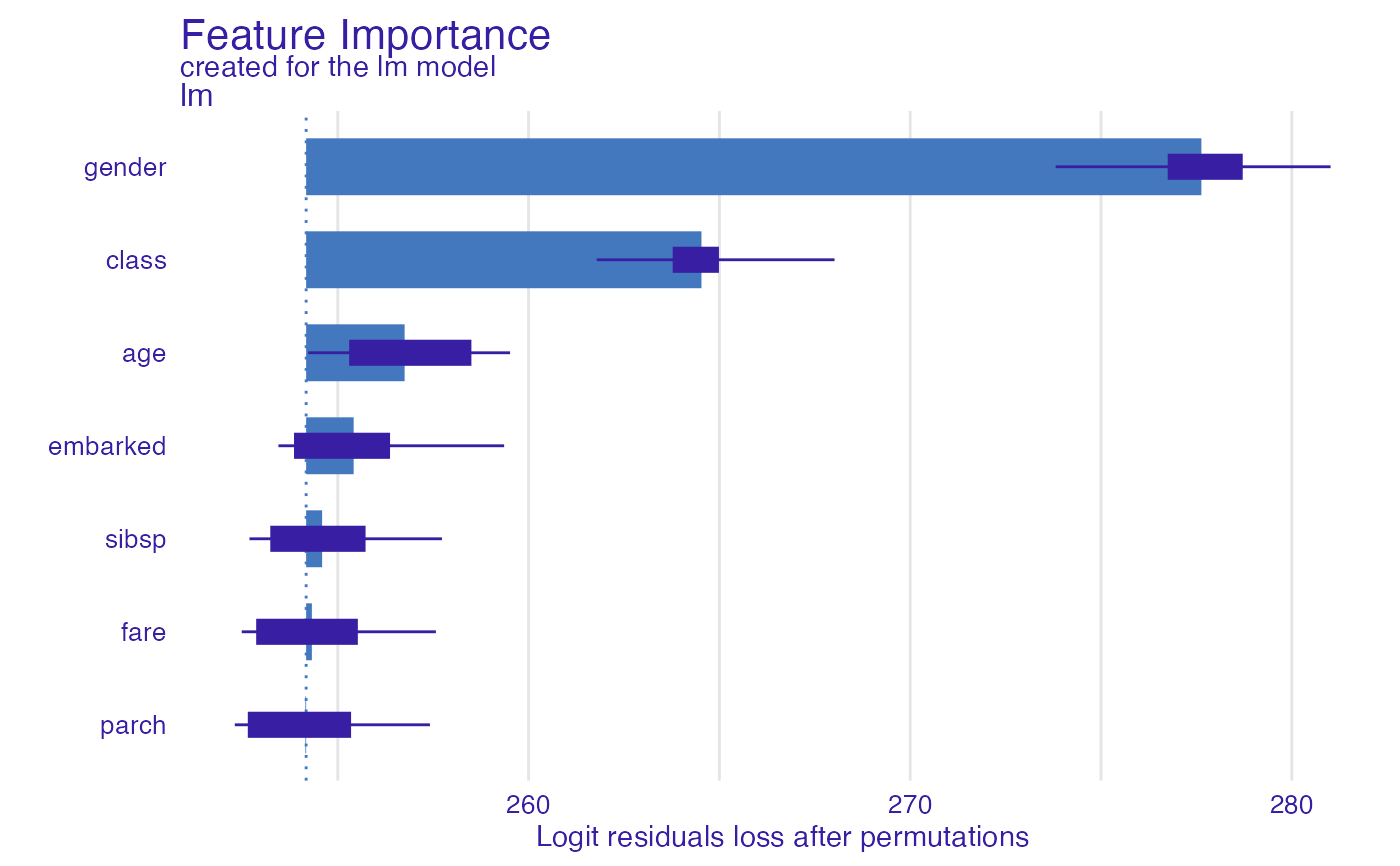 Feature Importance
created for the lm model
lm
gender
class
age
embarked
sibsp
fare
parch
260 270 280
Logit residuals loss after permutations